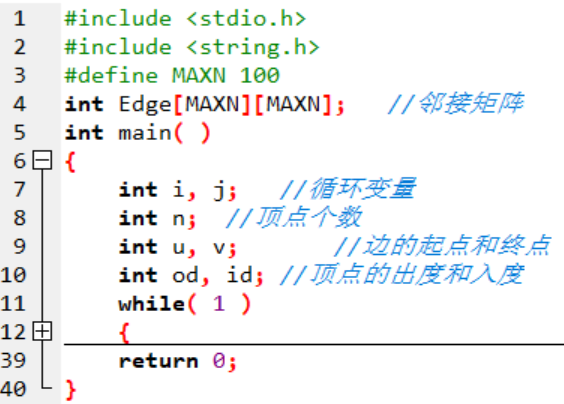 1 #include <stdio.h>
2 #include <string.h>
3 #define MAXN 100
4 int Edge[MAXN][MAXN]; //邻接矩阵
5 int main( )
6 {
7 int i, j; //循环变量
8 int n; //顶点个数
9 int u, v; //边的起点和终点
10 int od, id; //顶点的出度和入度
11 while( 1 )
12 {
39 return 0;
40 }